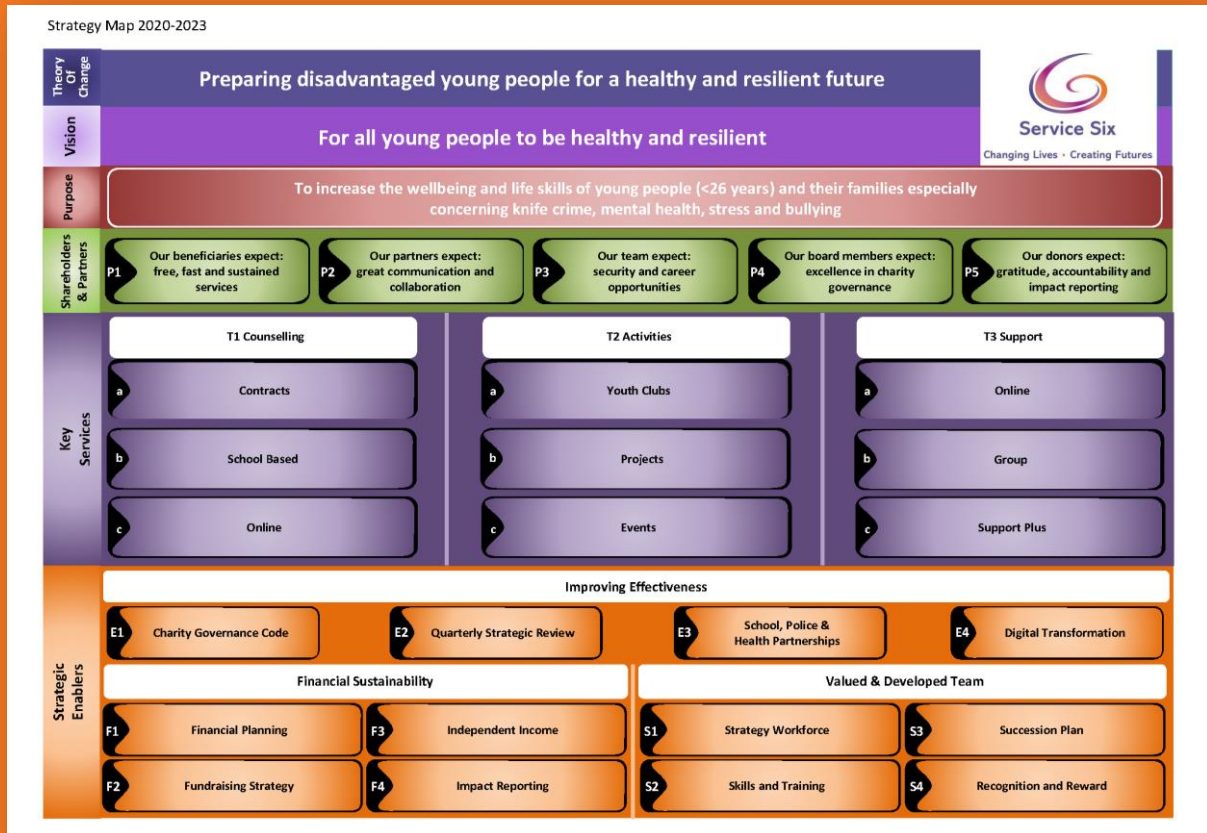 Strategy Map 2020-2023
Theory
Of
Change
Preparing disadvantaged young people for a healthy and resilient future
Service Six
Changing Lives · Creating Futures
Vision
For all young people to be healthy and resilient
Purpose
To increase the wellbeing and life skills of young people (<26 years) and their families especially
concerning knife crime, mental health, stress and bullying
Shareholders
& Partners
P1
Our beneficiaries expect:
free, fast and sustained
services
P2
Our partners expect:
great communication and
collaboration
P3
Our team expect:
security and career
opportunities
P4
Our board members expect:
excellence in charity
governance
P5
Our donors expect:
gratitude, accountability and
impact reporting
Key
Services
T1 Counselling
a
Contracts
b
School Based
c
Online
T2 Activities
a
Youth Clubs
b
Projects
c
Events
T3 Support
a
Online
b
Group
c
Support Plus
Strategic
Enablers
Improving Effectiveness
E1
Charity Governance Code
E2
Quarterly Strategic Review
E3
School, Police &
Health Partnerships
E4
Digital Transformation
Financial Sustainability
F1
Financial Planning
F3
Independent Income
F2
Fundraising Strategy
F4
Impact Reporting
Valued & Developed Team
S1
Strategy Workforce
S3
Succession Plan
S2
Skills and Training
S4
Recognition and Reward